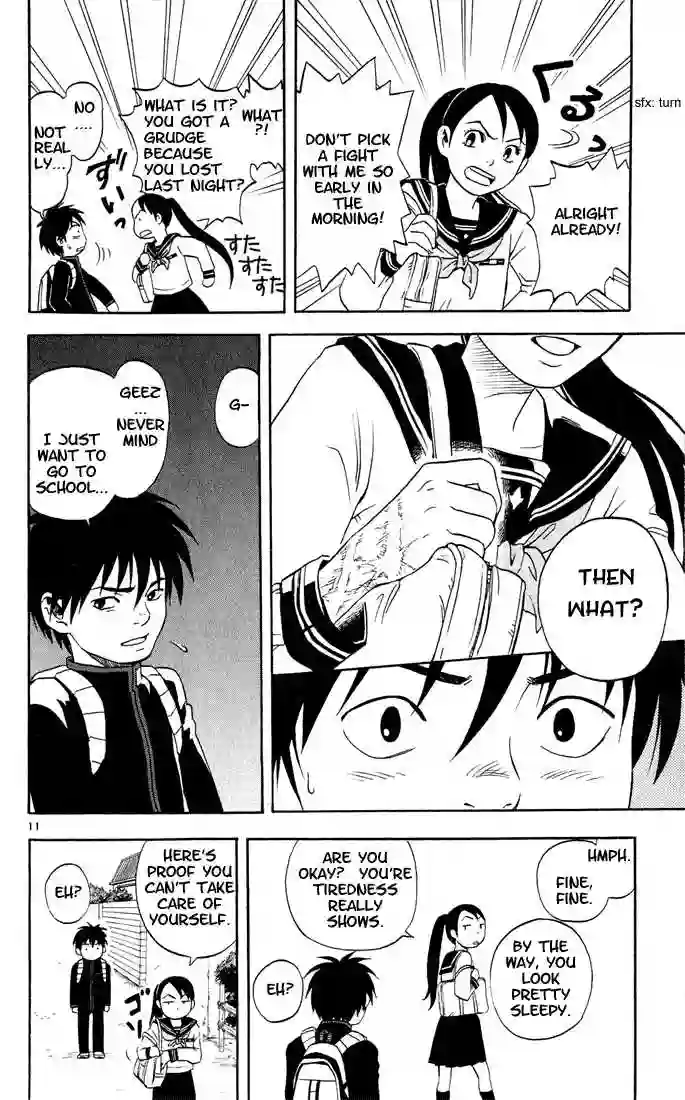 くるっ
sfx: turn
ALRIGHT
ALREADY!
DON'T PICK
A FIGHT
WITH ME SO
EARLY IN
THE
MORNING!
WHAT
?!
WHAT IS IT?
YOU GOT A
GRUDGE
BECAUSE
YOU LOST
LAST NIGHT?
すた
すた
すた
ずいっ
NO
....
NOT
REAL
LY...
THEN
WHAT?
G-
GEEZ
...
NEVER
MIND
I JUST
WANT TO
GO TO
SCHOOL...
11
HMPH.
FINE,
FINE.
BY THE
WAY, YOU
LOOK
PRETTY
SLEEPY.
ARE YOU
OKAY? YOU'RE
TIREDNESS
REALLY
SHOWS.
EH?
HERE'S
PROOF YOU
CAN'T TAKE
CARE OF
YOURSELF.
EH?
ゴソ